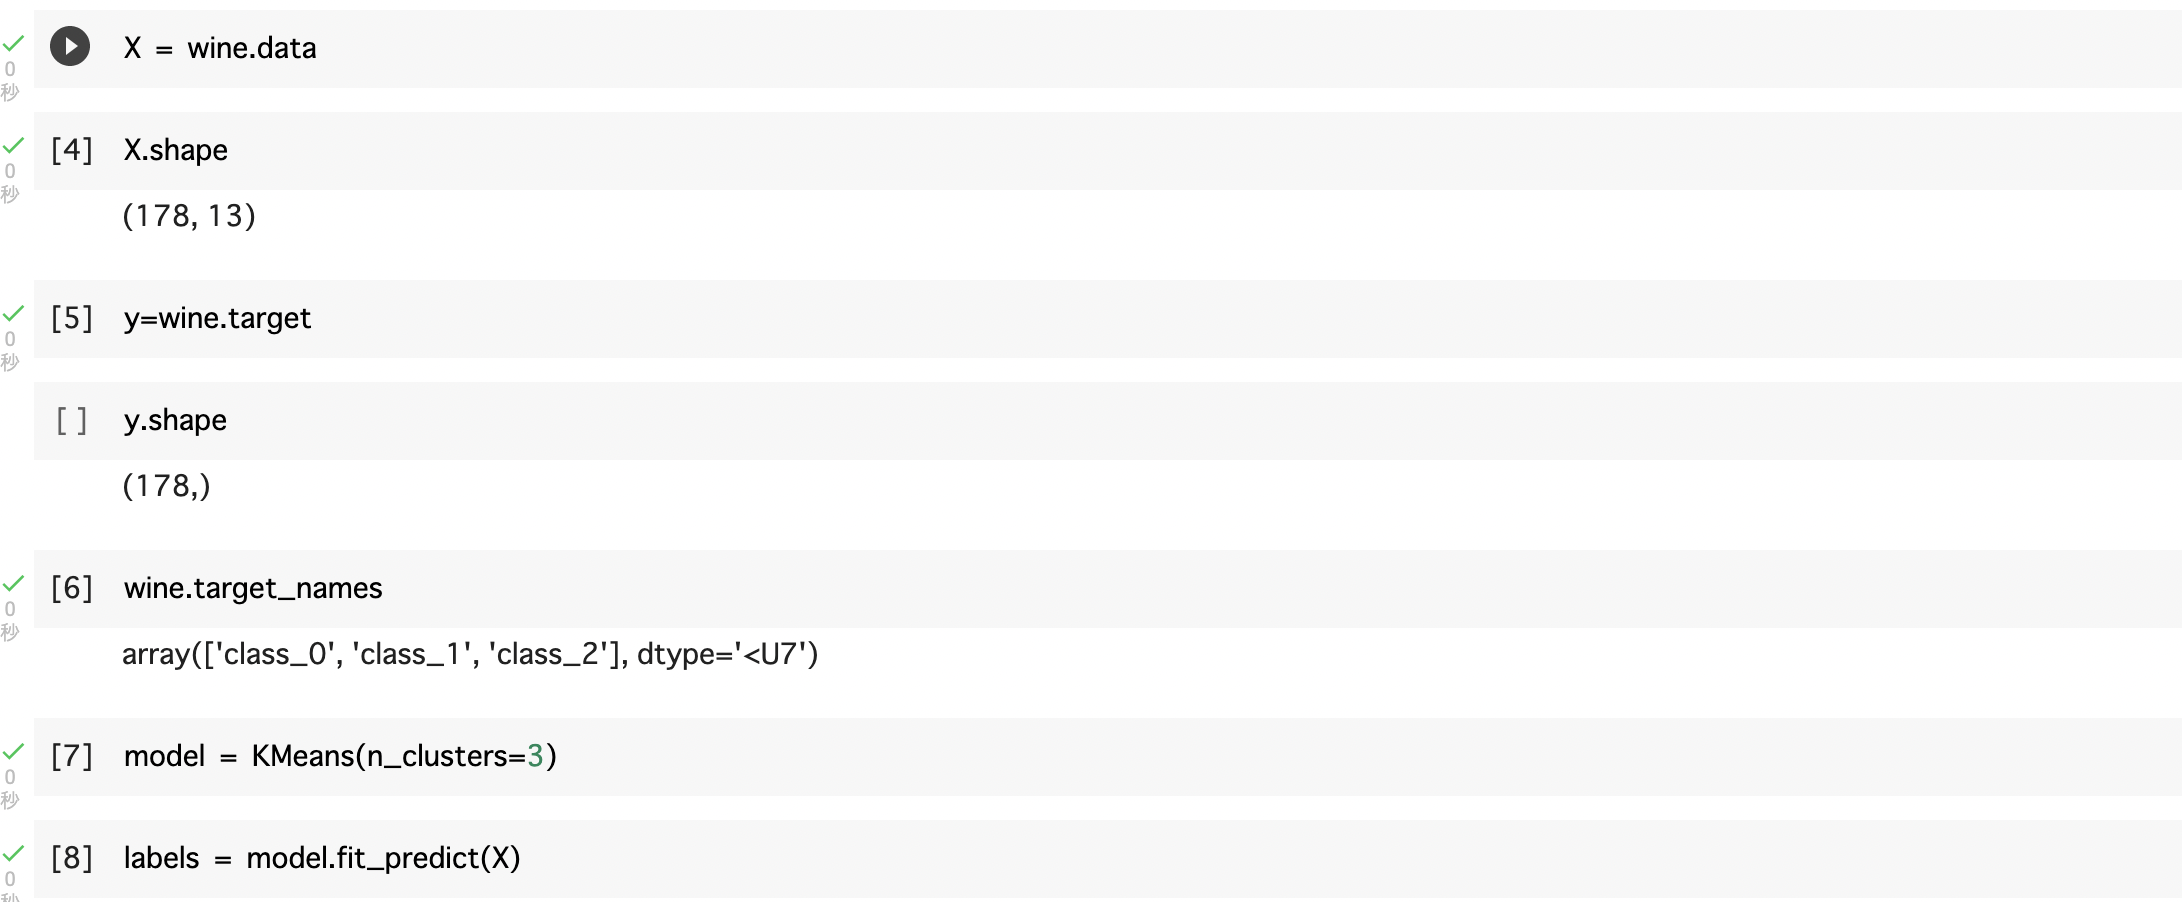 0
秒
X = wine.data
0
秒
[4] X.shape
(178, 13)
0
秒
[5] y=wine.target
[ ] y.shape
(178,)
0
秒
[6] wine.target_names
array(['class_0', 'class_1', 'class_2'], dtype='<U7')
0
秒
[7] model = KMeans(n_clusters=3)
0
秒
[8] labels = model.fit_predict(X)